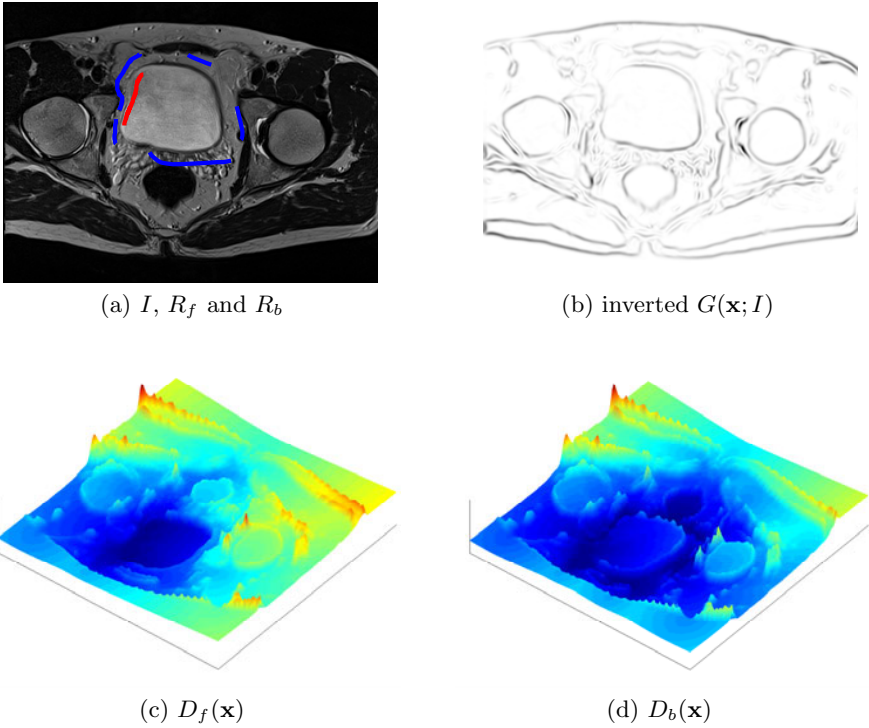 (a) I, R_f and R_b
(b) inverted G(x; I)
(c) D_f(x)
(d) D_b(x)